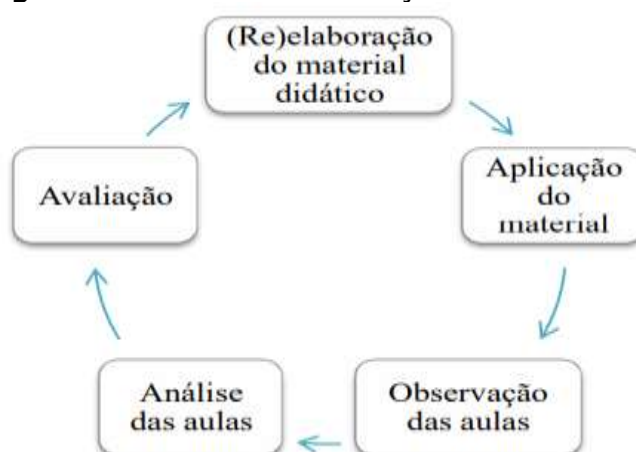 (Re)elaboração
do material
didático
Aplicação
do
material
Observação
das aulas
Análise
das aulas
Avaliação